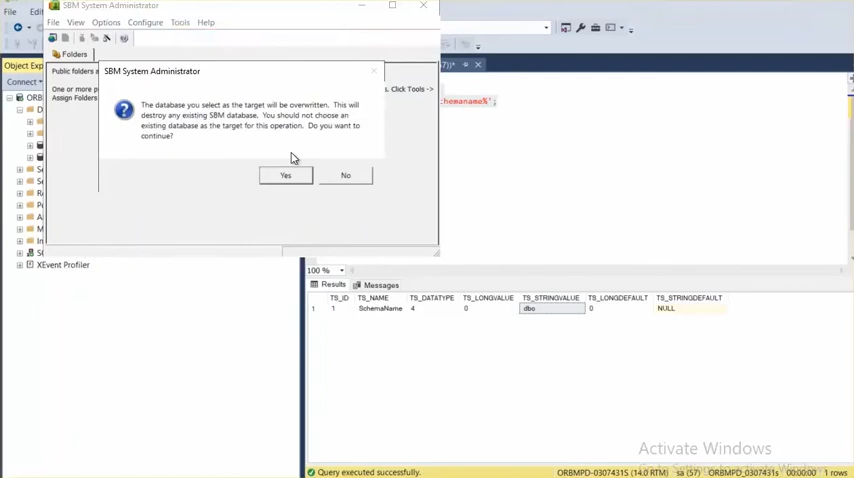 SBM System Administrator
File View Options Configure Tools Help
File
Folders
Object Expl
))*
Public folders a
SBM System Administrator
Connect
One or more p
s. Click Tools ->
Assign Folders
The database you select as the target will be overwritten. This will
destroy any existing SBM database. You should not choose an
existing database as the target for this operation. Do you want to
continue?
chemaname%';
Yes No
XEvent Profiler
100 %
Results Messages
TS_ID TS_NAME TS_DATATYPE TS_LONGVALUE TS_STRINGVALUE TS_LONGDEFAULT TS_STRINGDEFAULT
1 1 SchemaName 4 0 dbo 0 NULL
Activate Windows
Query executed successfully.
ORBMPD-0307431S (14.0 RTM) sa (57) ORBMPD_0307431s 00:00:00 1 rows